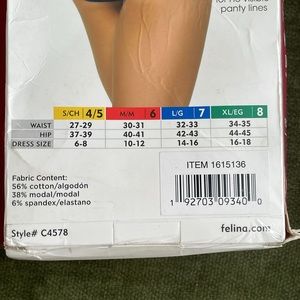 for no visible
panty lines
S/CH 4/5 M/M 6 L/G 7 XL/EG 8
WAIST 27-29 30-31 32-33 34-35
HIP 37-39 40-41 42-43 44-45
DRESS SIZE 6-8 10-12 14-16 16-18
ITEM 1615136
Fabric Content:
56% cotton/algodón
38% modal/modal
6% spandex/elastano
1 92703 09340 0
Style# C4578
felina.com